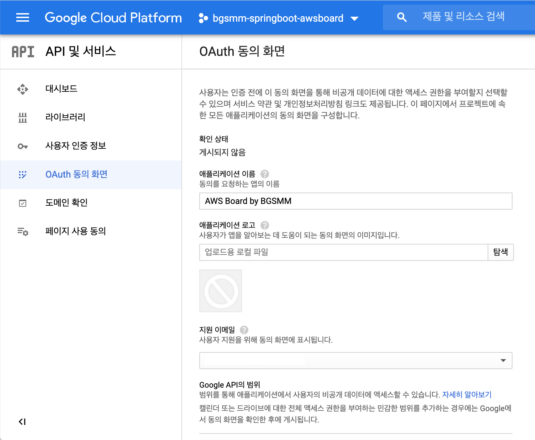 Google Cloud Platform
bgsmm-springboot-awsboard
제품 및 리소스 검색
API
API 및 서비스
OAuth 동의 화면
대시보드
라이브러리
사용자 인증 정보
OAuth 동의 화면
도메인 확인
페이지 사용 동의
사용자는 인증 전에 이 동의 화면을 통해 비공개 데이터에 대한 액세스 권한을 부여할지 선택할
수 있으며 서비스 약관 및 개인정보처리방침 링크도 제공됩니다. 이 페이지에서 프로젝트에 속
한 모든 애플리케이션의 동의 화면을 구성합니다.
확인 상태
게시되지 않음
애플리케이션 이름 ?
동의를 요청하는 앱의 이름
AWS Board by BGSMM
애플리케이션 로고 ?
사용자가 앱을 알아보는 데 도움이 되는 동의 화면의 이미지입니다.
업로드용 로컬 파일
탐색
지원 이메일 ?
사용자 지원을 위해 동의 화면에 표시됩니다.
Google API의 범위
범위를 통해 애플리케이션에서 사용자의 비공개 데이터에 액세스할 수 있습니다. 자세히 알아보기
캘린더 또는 드라이브에 대한 전체 액세스 권한을 부여하는 민감한 범위를 추가하는 경우에는 Google에
서 동의 화면을 확인한 후에 게시됩니다.